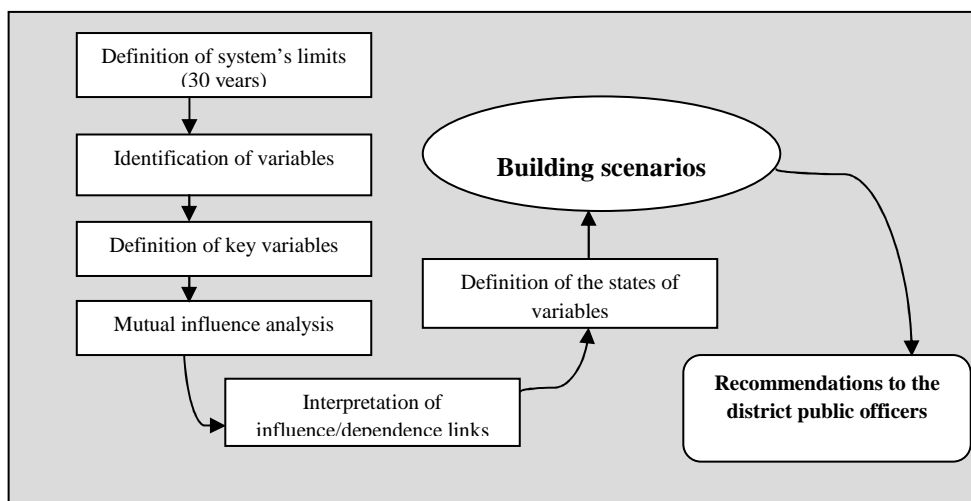 Definition of system’s limits
(30 years)
Identification of variables
Definition of key variables
Mutual influence analysis
Interpretation of
influence/dependence links
Definition of the states of
variables
Building scenarios
Recommendations to the
district public officers